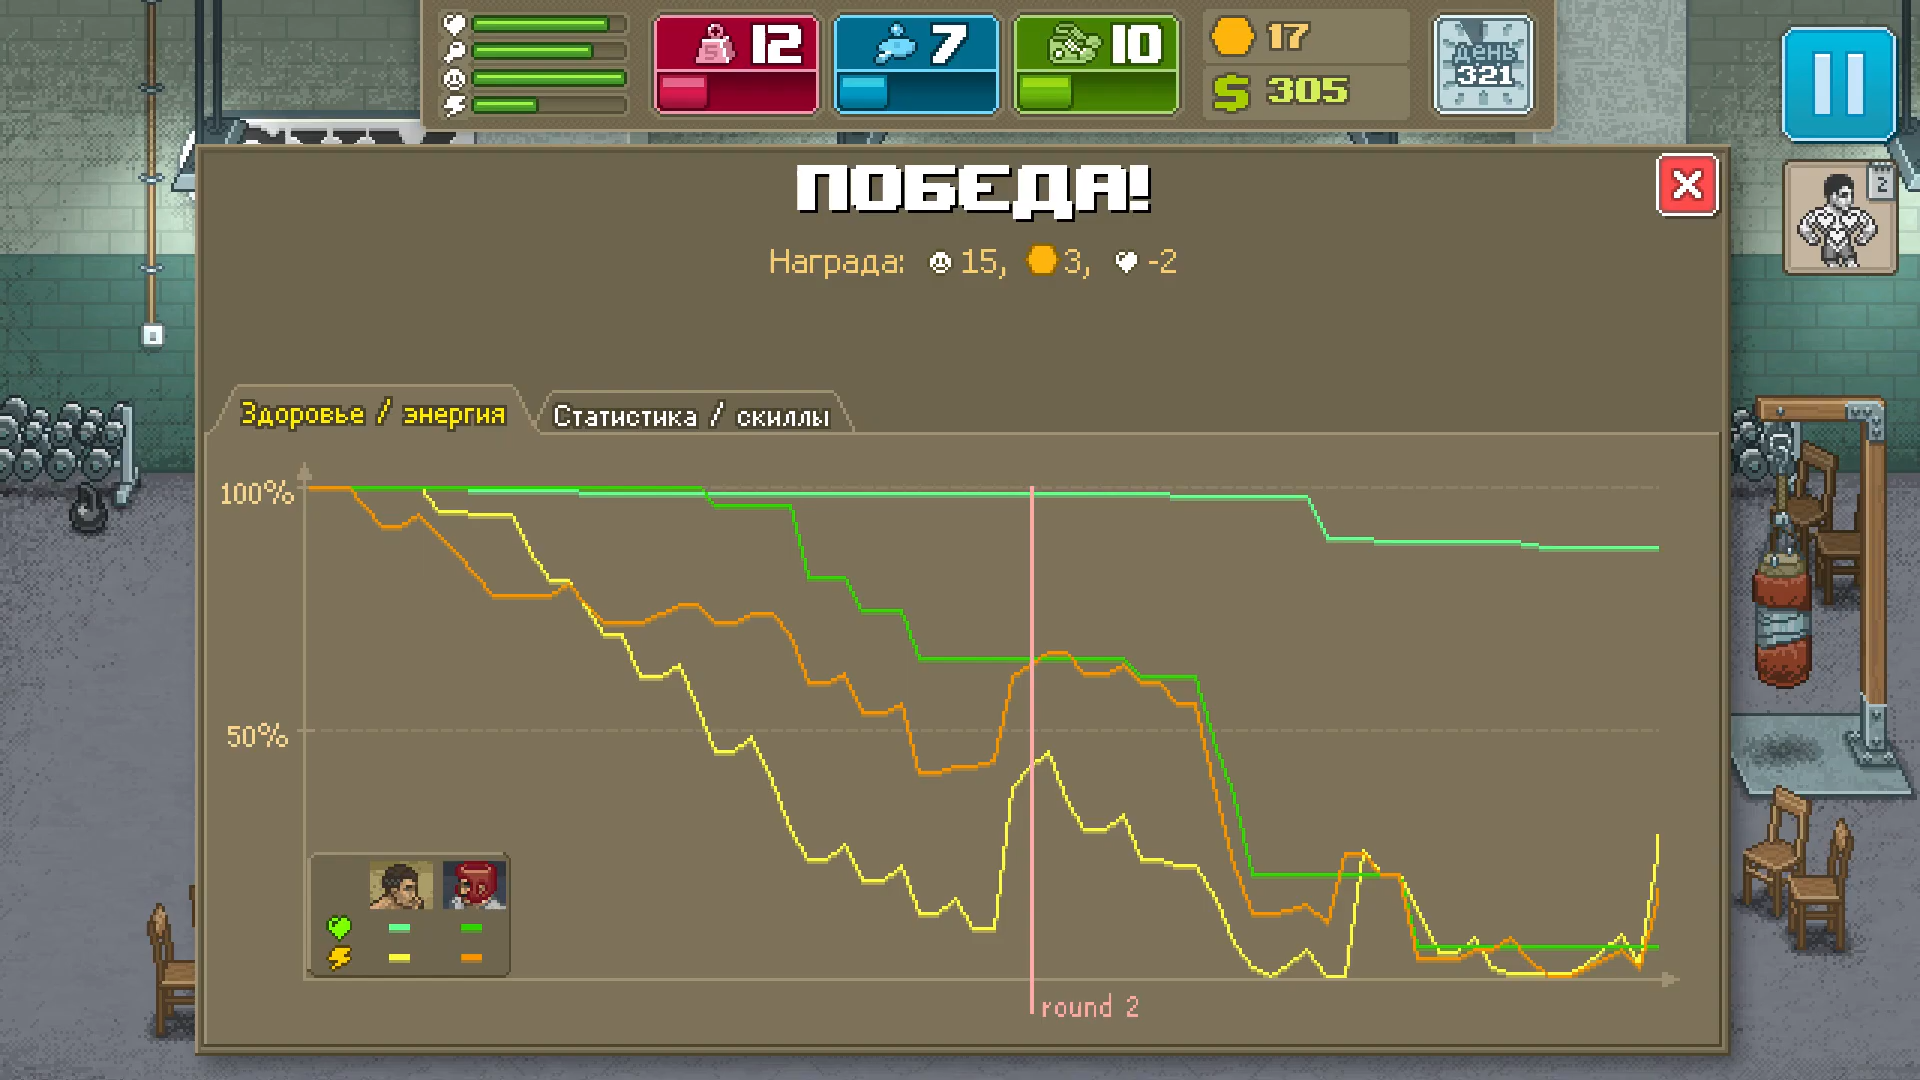 12
7
10
17
305
день
321
2
ПОБЕДА!
Награда: 15, 3, -2
Здоровье / энергия
Статистика / скиллы
100%
50%
round 2